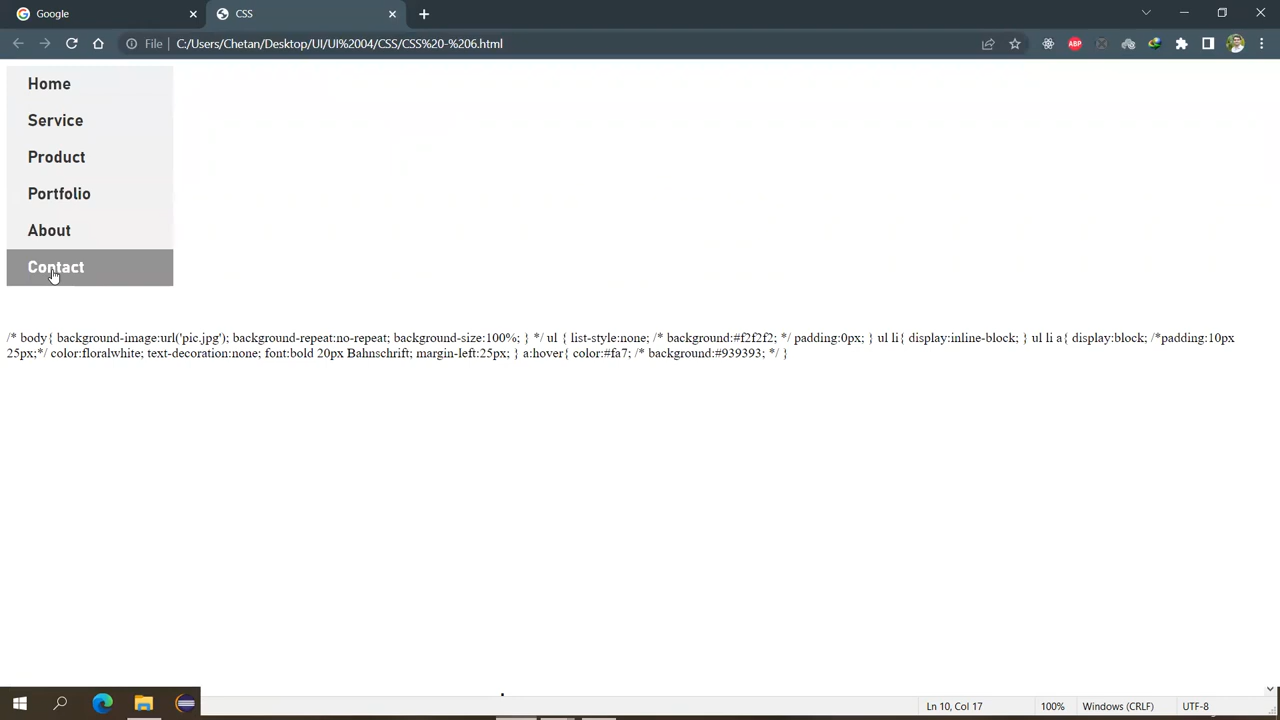 Google
CSS
File
C:/Users/Chetan/Desktop/UI/UI%2004/CSS/CSS%20-%206.html
ABP
Home
Service
Product
Portfolio
About
Contact
/* body{ background-image:url('pic.jpg'); background-repeat:no-repeat; background-size:100%; } */ ul { list-style:none; /* background:#f2f2f2; */ padding:0px; } ul li{ display:inline-block; } ul li a{ display:block; /*padding:10px
25px;*/ color:floralwhite; text-decoration:none; font:bold 20px Bahnschrift; margin-left:25px; } a:hover{ color:#fa7; /* background:#939393; */ }
Ln 10, Col 17
100%
Windows (CRLF)
UTF-8